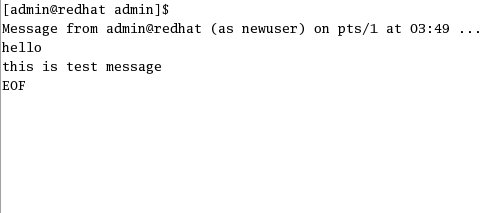 [admin@redhat admin]$
Message from admin@redhat (as newuser) on pts/1 at 03:49 ...
hello
this is test message
EOF